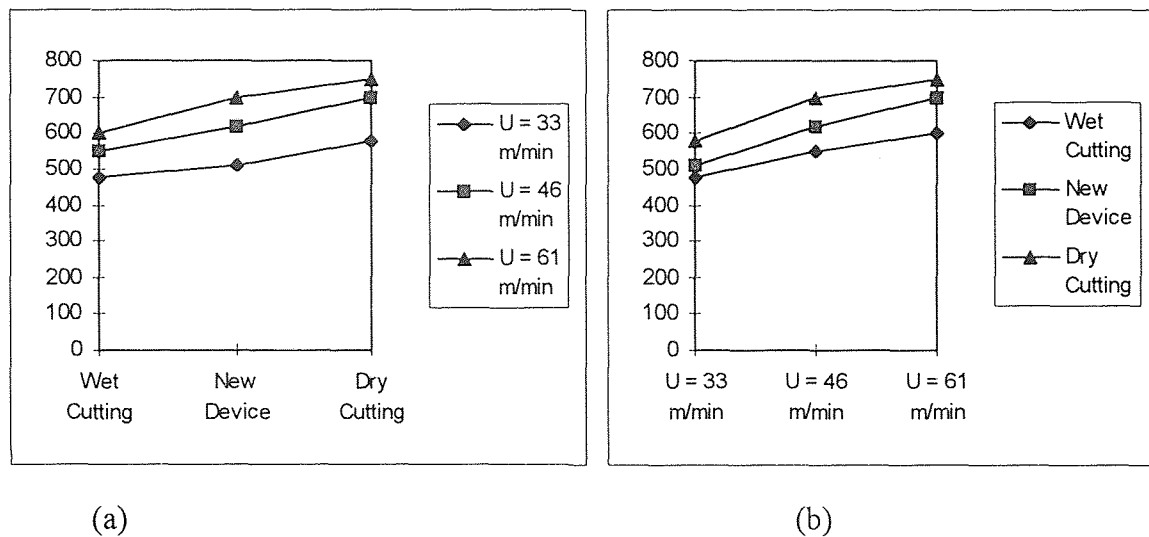 800
700
600
500
400
300
200
100
0
Wet
Cutting
New
Device
Dry
Cutting
U = 33
m/min
U = 46
m/min
U = 61
m/min
(a)
800
700
600
500
400
300
200
100
0
U = 33
m/min
U = 46
m/min
U = 61
m/min
Wet
Cutting
New
Device
Dry
Cutting
(b)